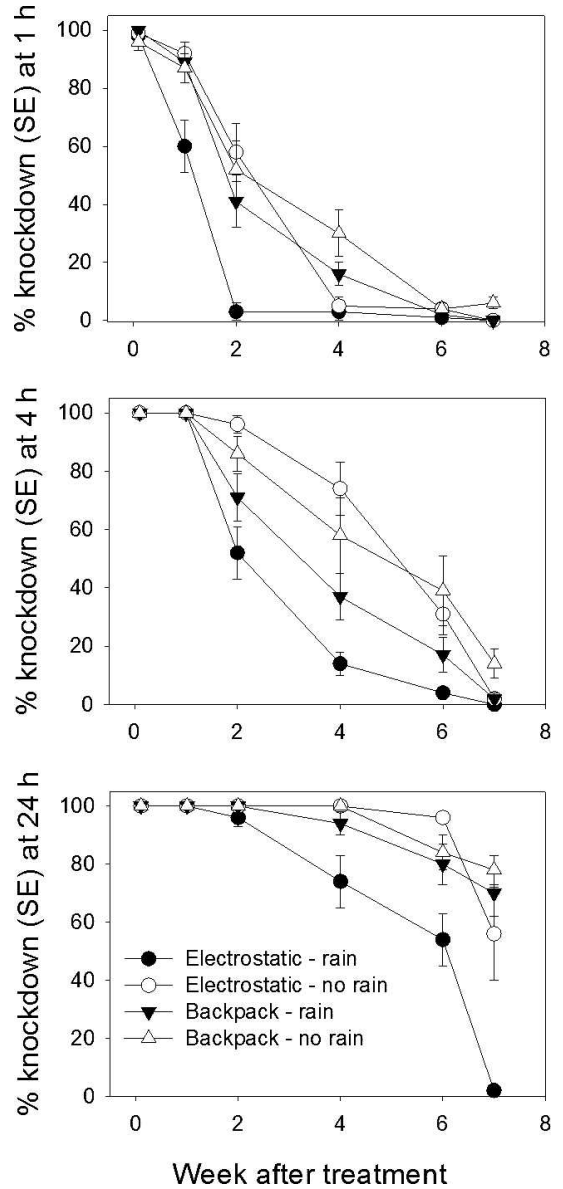 % knockdown (SE) at 1 h
100
80
60
40
20
0
0 2 4 6 8
% knockdown (SE) at 4 h
100
80
60
40
20
0
0 2 4 6 8
% knockdown (SE) at 24 h
100
80
60
40
20
0
Electrostatic - rain
Electrostatic - no rain
Backpack - rain
Backpack - no rain
0 2 4 6 8
Week after treatment